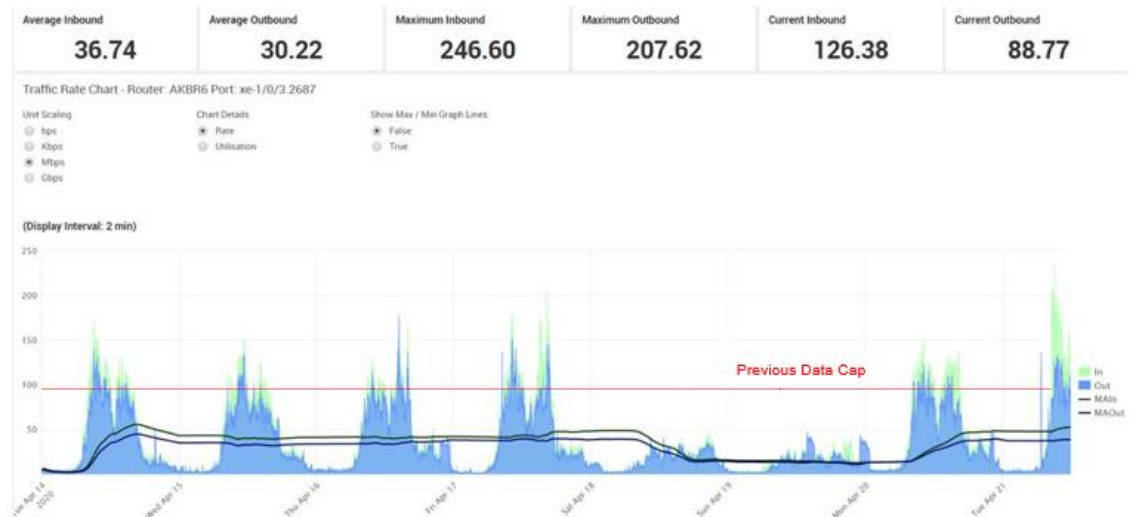 Average Inbound
36.74
Average Outbound
30.22
Maximum Inbound
246.60
Maximum Outbound
207.62
Current Inbound
126.38
Current Outbound
88.77
Traffic Rate Chart - Router: AKBR6 Port: xe-1/0/3.2687
Unit Scaling
bps
Kbps
Mbps
Gbps
Chart Details
Rate
Utilisation
Show Max / Min Graph Lines
False
True
(Display Interval: 2 min)
250
200
150
100
50
Previous Data Cap
In
Out
MAIn
MAOut
Tue Apr 14
2020
Wed Apr 15
Thu Apr 16
Fri Apr 17
Sat Apr 18
Sun Apr 19
Mon Apr 20
Tue Apr 21